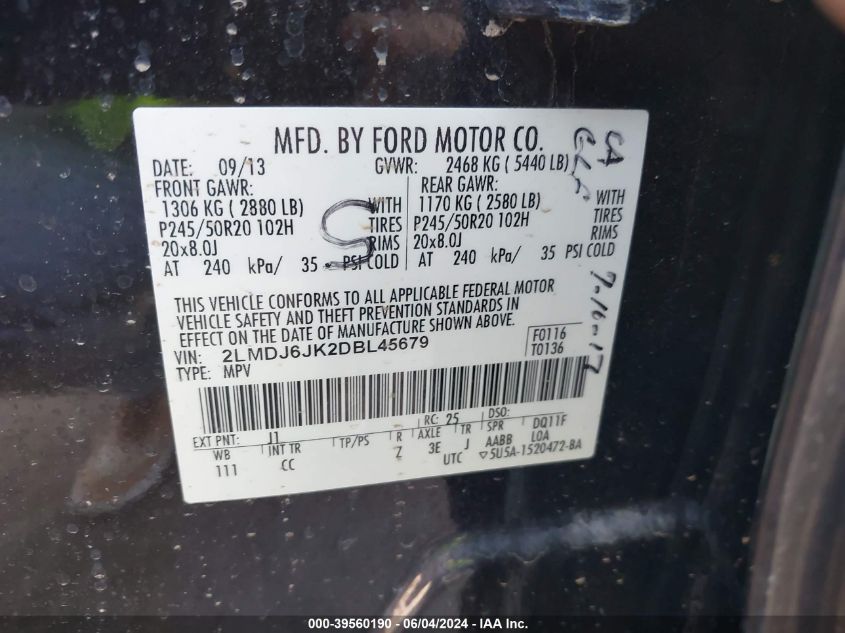 MFD. BY FORD MOTOR CO.
DATE: 09/13 GVWR: 2468 KG ( 5440 LB)
FRONT GAWR: REAR GAWR:
1306 KG ( 2880 LB) WITH 1170 KG ( 2580 LB) WITH
P245/50R20 102H TIRES P245/50R20 102H TIRES
20x8.0J RIMS 20x8.0J RIMS
AT 240 kPa/ 35 PSI COLD AT 240 kPa/ 35 PSI COLD
5
THIS VEHICLE CONFORMS TO ALL APPLICABLE FEDERAL MOTOR
VEHICLE SAFETY AND THEFT PREVENTION STANDARDS IN
EFFECT ON THE DATE OF MANUFACTURE SHOWN ABOVE.
VIN: 2LMDJ6JK2DBL45679 F0116
TYPE: MPV T0136
RC: 25 DSO:
EXT PNT: J1 DQ11F
WB INT TR TP/PS R AXLE TR SPR
111 CC Z 3E J AABB LOA
UTC ▽5U5A-1520472-BA
000-39560190 - 06/04/2024 - IAA Inc.